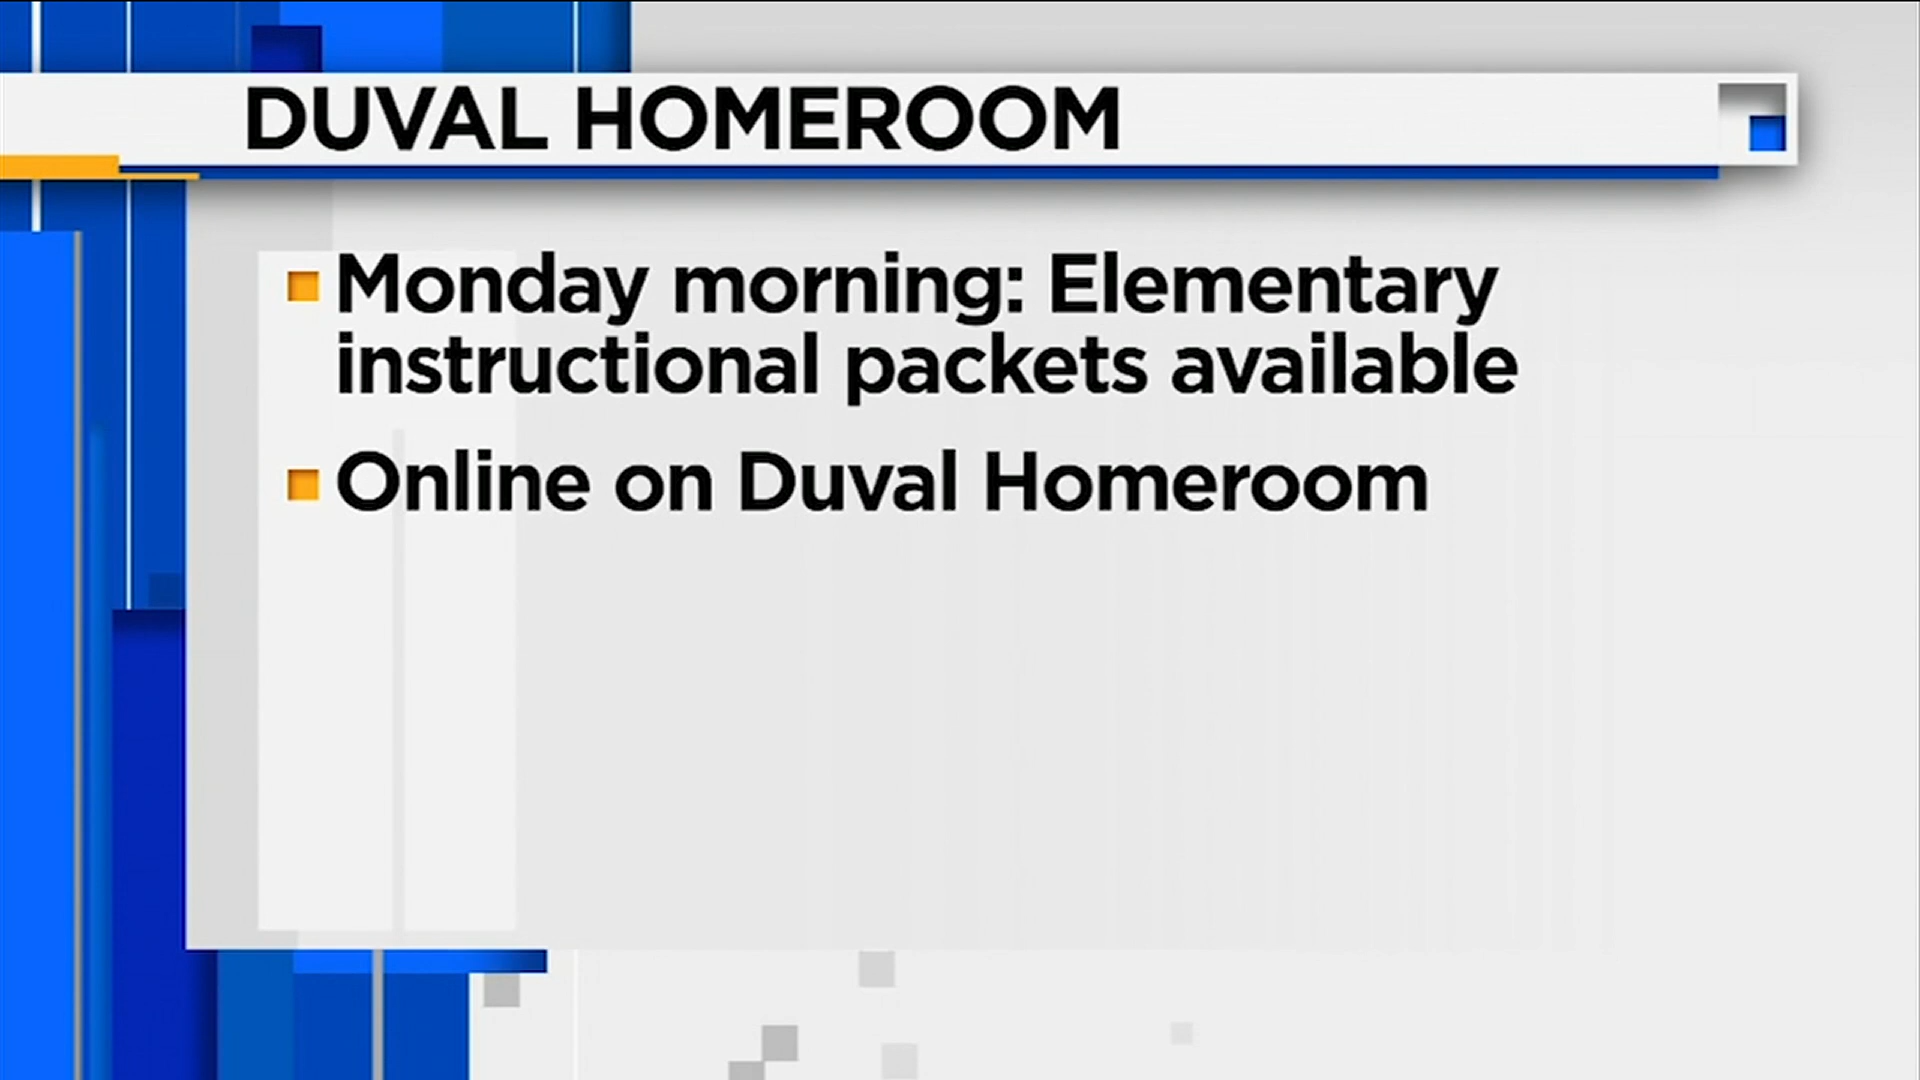 DUVAL HOMEROOM
Monday morning: Elementary
instructional packets available
Online on Duval Homeroom